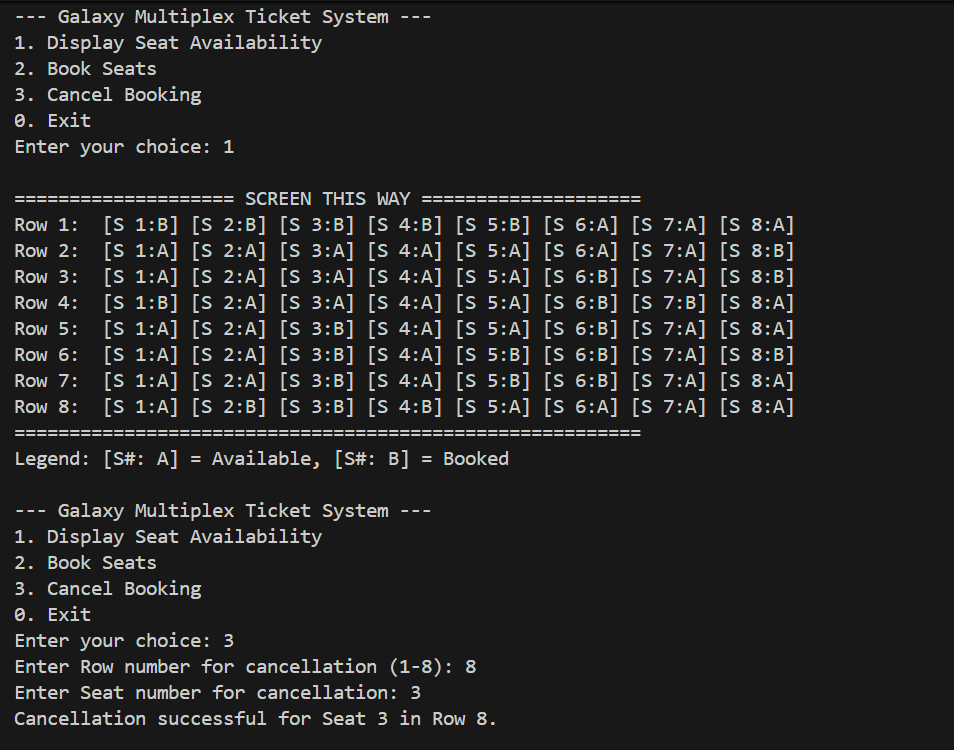 --- Galaxy Multiplex Ticket System ---
1. Display Seat Availability
2. Book Seats
3. Cancel Booking
0. Exit
Enter your choice: 1
==================== SCREEN THIS WAY ====================
Row 1:  [S 1:B] [S 2:B] [S 3:B] [S 4:B] [S 5:B] [S 6:A] [S 7:A] [S 8:A]
Row 2:  [S 1:A] [S 2:A] [S 3:A] [S 4:A] [S 5:A] [S 6:A] [S 7:A] [S 8:B]
Row 3:  [S 1:A] [S 2:A] [S 3:A] [S 4:A] [S 5:A] [S 6:B] [S 7:A] [S 8:B]
Row 4:  [S 1:B] [S 2:A] [S 3:A] [S 4:A] [S 5:A] [S 6:B] [S 7:B] [S 8:A]
Row 5:  [S 1:A] [S 2:A] [S 3:B] [S 4:A] [S 5:A] [S 6:B] [S 7:A] [S 8:A]
Row 6:  [S 1:A] [S 2:A] [S 3:B] [S 4:A] [S 5:B] [S 6:B] [S 7:A] [S 8:B]
Row 7:  [S 1:A] [S 2:A] [S 3:B] [S 4:A] [S 5:B] [S 6:B] [S 7:A] [S 8:A]
Row 8:  [S 1:A] [S 2:B] [S 3:B] [S 4:B] [S 5:A] [S 6:A] [S 7:A] [S 8:A]
=========================================================
Legend: [S#: A] = Available, [S#: B] = Booked
--- Galaxy Multiplex Ticket System ---
1. Display Seat Availability
2. Book Seats
3. Cancel Booking
0. Exit
Enter your choice: 3
Enter Row number for cancellation (1-8): 8
Enter Seat number for cancellation: 3
Cancellation successful for Seat 3 in Row 8.